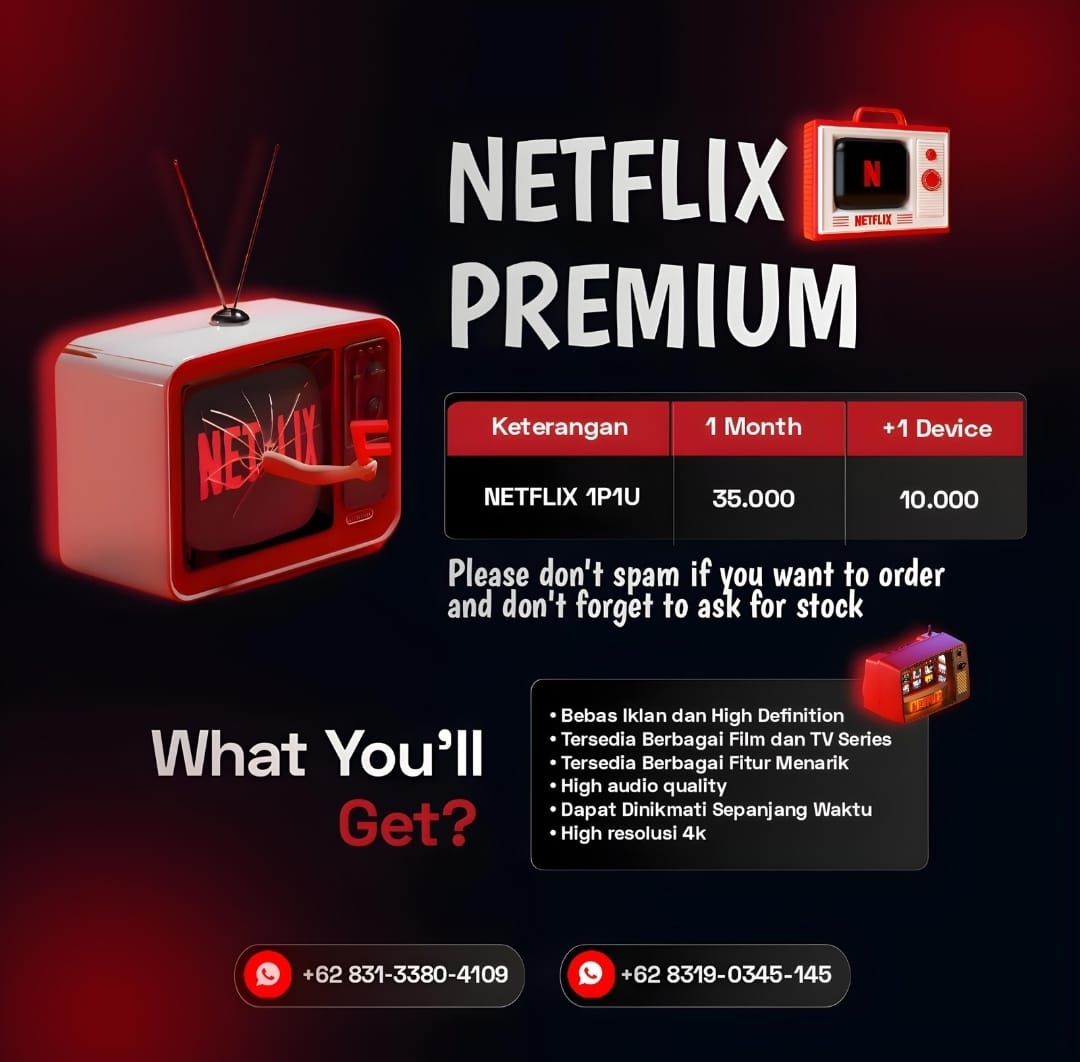 NETFLIX
N
NETFLIX
PREMIUM
NETFLIX
F
Keterangan 1 Month +1 Device
NETFLIX 1P1U 35.000 10.000
Please don't spam if you want to order
and don't forget to ask for stock
What You'll
Get?
• Bebas Iklan dan High Definition
• Tersedia Berbagai Film dan TV Series
• Tersedia Berbagai Fitur Menarik
• High audio quality
• Dapat Dinikmati Sepanjang Waktu
• High resolusi 4k
+62 831-3380-4109
+62 8319-0345-145